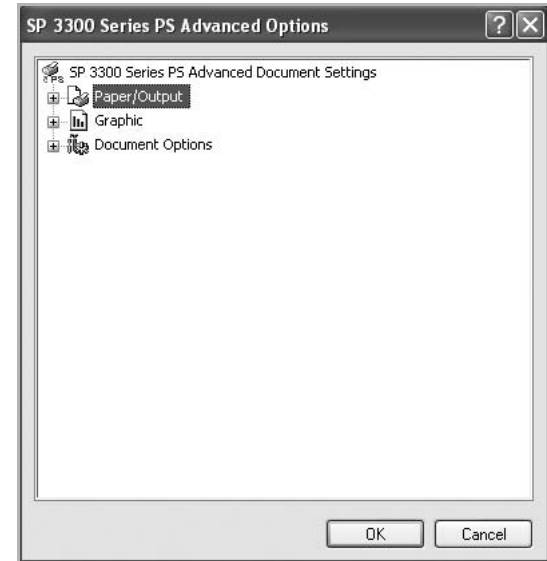 SP 3300 Series PS Advanced Options
SP 3300 Series PS Advanced Document Settings
Paper/Output
Graphic
Document Options
OK Cancel